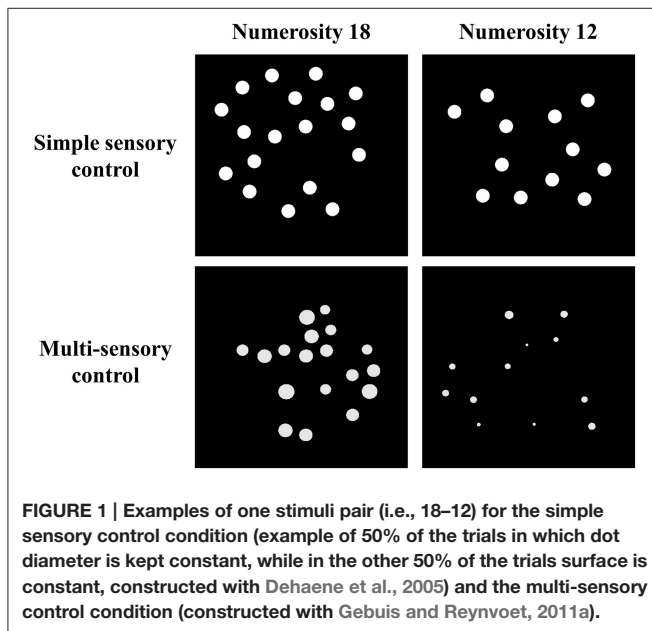 Numerosity 18 Numerosity 12
Simple sensory
control
Multi-sensory
control
FIGURE 1 | Examples of one stimuli pair (i.e., 18–12) for the simple
sensory control condition (example of 50% of the trials in which dot
diameter is kept constant, while in the other 50% of the trials surface is
constant, constructed with Dehaene et al., 2005) and the multi-sensory
control condition (constructed with Gebuis and Reynvoet, 2011a).